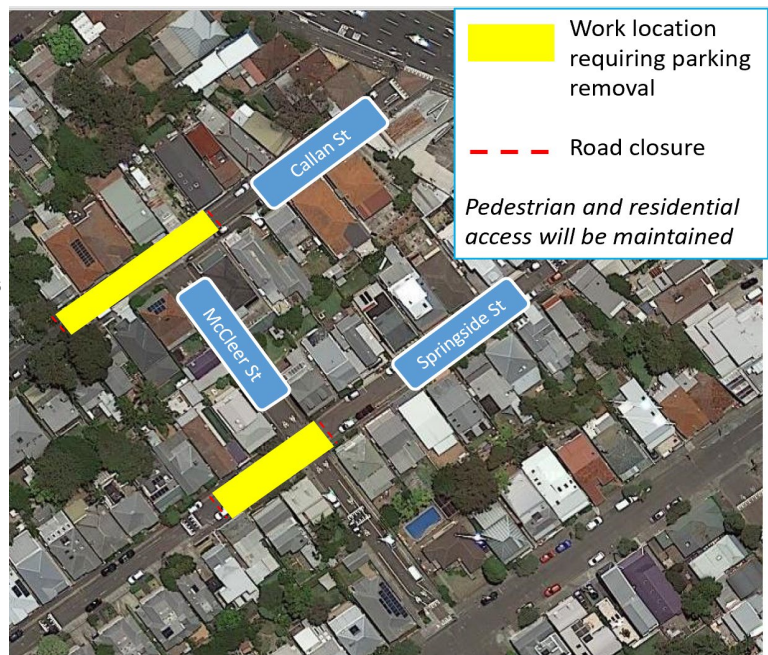 Work location
requiring parking
removal
Road closure
Pedestrian and residential
access will be maintained
Callan St
McCleer St
Springside St